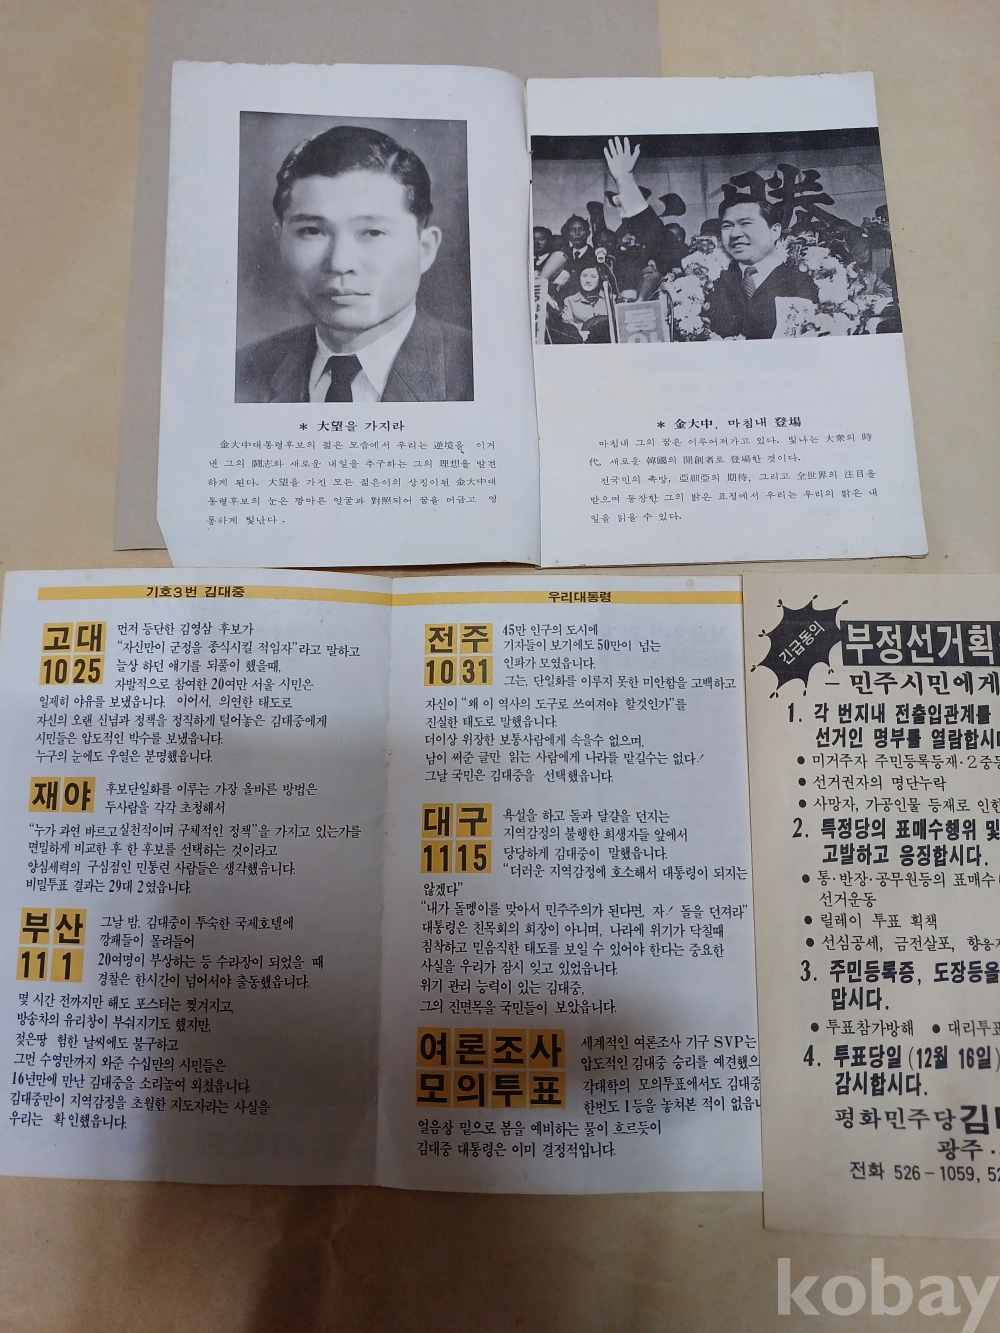 * 大望을 가지라
金大中대통령후보의 젊은 모습에서 우리는 逆境을 이겨
낸 그의 鬪志와 새로운 내일을 추구하는 그의 理想을 발견
하게 된다. 大望을 가진 모든 젊은이의 상징이된 金大中대
통령후보의 눈은 깡마른 얼굴과 對照되어 꿈을 머금고 영
롱하게 빛난다.
* 金大中, 마침내 登場
마침내 그의 꿈은 이루어져가고 있다. 빛나는 大衆의 時
代, 새로운 韓國의 開創者로 登場한 것이다.
전국민의 촉망, 亞細亞의 期待, 그리고 全世界의 注目을
받으며 등장한 그의 밝은 표정에서 우리는 우리의 밝은 내
일을 읽을 수 있다.
기호3번 김대중
고대
10 25
먼저 등단한 김영삼 후보가
“자신만이 군정을 종식시킬 적임자”라고 말하고
늘상 하던 얘기를 되풀이 했을때,
자발적으로 참여한 20여만 서울 시민은
일제히 야유를 보냈읍니다. 이어서, 의연한 태도로
자신의 오랜 신념과 정책을 정직하게 털어놓은 김대중에게
시민들은 압도적인 박수를 보냈읍니다.
누구의 눈에도 우열은 분명했읍니다.
재야
후보단일화를 이루는 가장 올바른 방법은
두사람을 각각 초청해서
“누가 과연 바르고 실천적이며 구체적인 정책”을 가지고 있는가를
면밀하게 비교한 후 한 후보를 선택하는 것이라고
양심세력의 구심점인 민통련 사람들은 생각했읍니다.
비밀투표 결과는 29대 2였읍니다.
부산
11 1
그날 밤, 김대중이 투숙한 국제호텔에
깡패들이 몰려들어
20여명이 부상하는 등 수라장이 되었을 때
경찰은 한시간이 넘어서야 출동했읍니다.
몇 시간 전까지만 해도 포스터는 찢겨지고,
방송차의 유리창이 부숴지기도 했지만,
젖은땅 험한 날씨에도 불구하고
그먼 수영만까지 와준 수십만의 시민들은
16년만에 만난 김대중을 소리높여 외쳤읍니다.
김대중만이 지역감정을 초월한 지도자라는 사실을
우리는 확인했읍니다.
우리대통령
전주
10 31
45만 인구의 도시에
기자들이 보기에도 50만이 넘는
인파가 모였읍니다.
그는, 단일화를 이루지 못한 미안함을 고백하고
자신이 “왜 이 역사의 도구로 쓰여져야 할것인가”를
진실한 태도로 말했읍니다.
더이상 위장한 보통사람에게 속을수 없으며,
남이 써준 글만 읽는 사람에게 나라를 맡길수는 없다!
그날 국민은 김대중을 선택했읍니다.
대구
11 15
욕설을 하고 돌과 달걀을 던지는
지역감정의 불행한 희생자들 앞에서
당당하게 김대중이 말했읍니다.
“더러운 지역감정에 호소해서 대통령이 되지는
않겠다”
“내가 돌멩이를 맞아서 민주주의가 된다면, 자! 돌을 던져라”
대통령은 친목회의 회장이 아니며, 나라에 위기가 닥칠때
침착하고 믿음직한 태도를 보일 수 있어야 한다는 중요한
사실을 우리가 잠시 잊고 있었읍니다.
위기 관리 능력이 있는 김대중,
그의 진면목을 국민들이 보았읍니다.
여론조사
모의투표
세계적인 여론조사 기구 SVP는
압도적인 김대중 승리를 예견했으
각대학의 모의투표에서도 김대중
한번도 1등을 놓쳐본 적이 없읍니
얼음장 밑으로 봄을 예비하는 물이 흐르듯이
김대중 대통령은 이미 결정적입니다.
긴급동의
부정선거획
– 민주시민에게
1. 각 번지내 전출입관계를
선거인 명부를 열람합시다
• 미거주자 주민등록등재·2중등
• 선거권자의 명단누락
• 사망자, 가공인물 등재로 인한
2. 특정당의 표매수행위 및
고발하고 응징합시다.
• 통·반장·공무원등의 표매수
선거운동
• 릴레이 투표 획책
• 선심공세, 금전살포, 향응
3. 주민등록증, 도장등을
맙시다.
• 투표참가방해 • 대리투표
4. 투표당일 (12월 16일)
감시합시다.
평화민주당 김대
광주·
전화 526-1059, 52
kobay